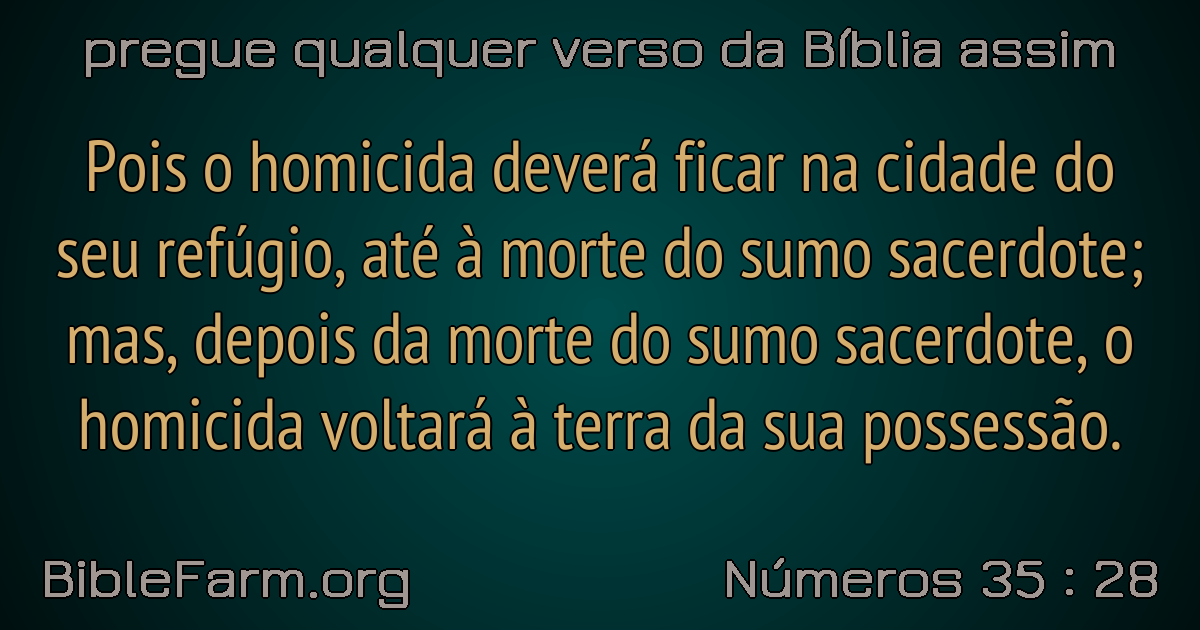 pregue qualquer verso da Bíblia assim
Pois o homicida deverá ficar na cidade do
seu refúgio, até à morte do sumo sacerdote;
mas, depois da morte do sumo sacerdote, o
homicida voltará à terra da sua possessão.
BibleFarm.org
Números 35 : 28